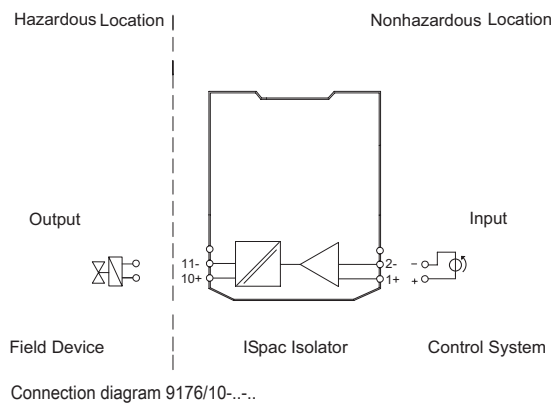 Hazardous Location
Nonhazardous Location
Output
Input
11-
10+
2-
1+
-
+
Field Device
ISpac Isolator
Control System
Connection diagram 9176/10-..-..